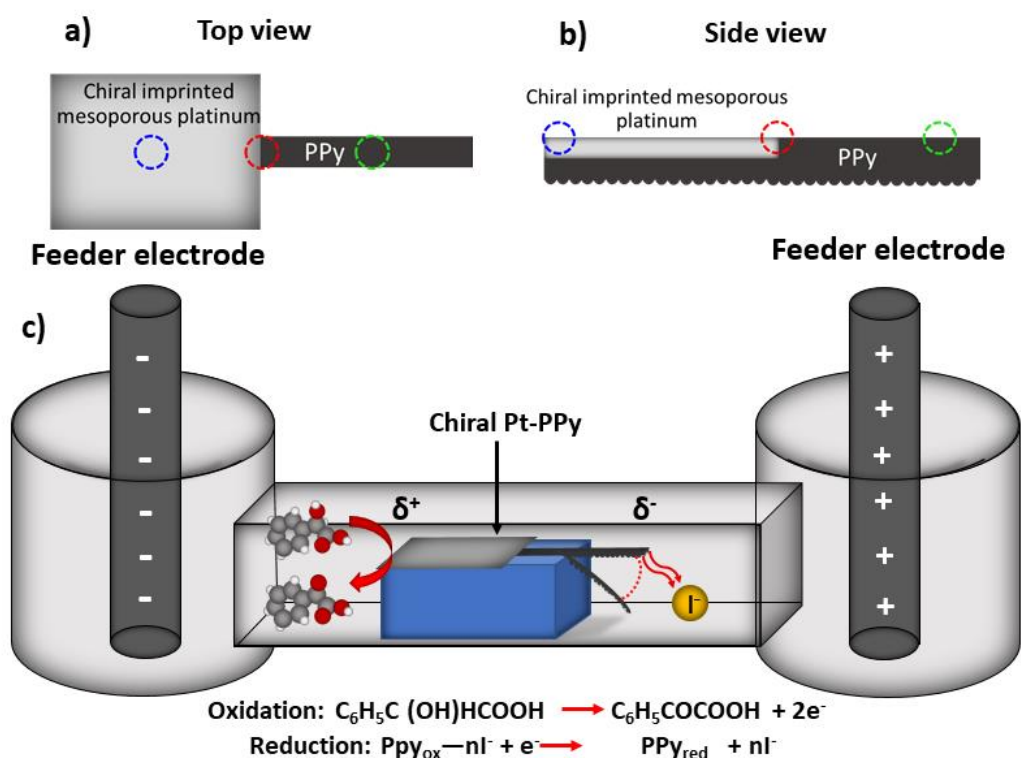 a)
Top view
b)
Side view
Chiral imprinted
mesoporous platinum
PPy
Chiral imprinted mesoporous
platinum
PPy
Feeder electrode
Feeder electrode
c)
-
-
-
-
-
-
+
+
+
+
+
+
Chiral Pt-PPy
δ⁺
δ⁻
I⁻
Oxidation: C₆H₅C (OH)HCOOH → C₆H₅COCOOH + 2e⁻
Reduction: Ppyₒₓ—nI⁻ + e⁻ → PPy_red + nI⁻